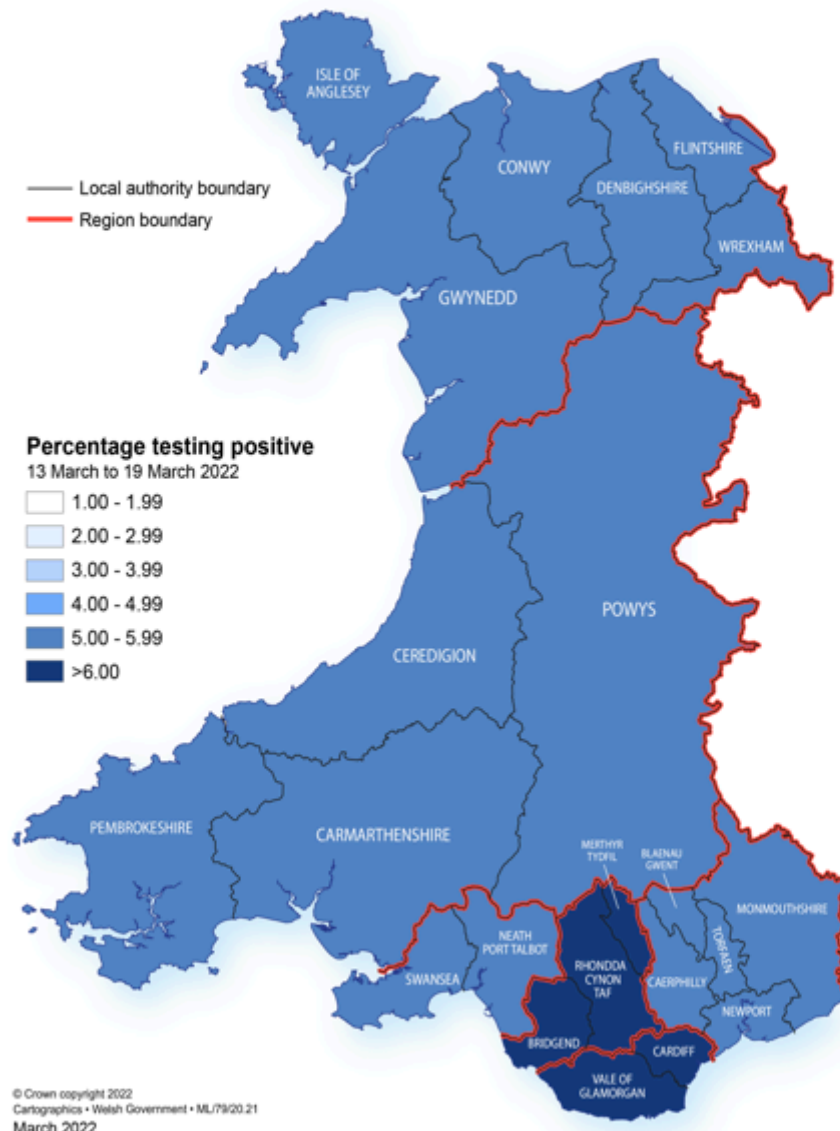 ISLE OF
ANGLESEY
FLINTSHIRE
CONWY
DENBIGHSHIRE
Local authority boundary
Region boundary
WREXHAM
GWYNEDD
Percentage testing positive
13 March to 19 March 2022
1.00 - 1.99
2.00 - 2.99
3.00 - 3.99
4.00 - 4.99
5.00 - 5.99
>6.00
POWYS
CEREDIGION
PEMBROKESHIRE
CARMARTHENSHIRE
MERTHYR
TYDFIL
BLAENAU
GWENT
MONMOUTHSHIRE
NEATH
PORT TALBOT
TORFAEN
SWANSEA
RHONDDA
CYNON
TAF
CAERPHILLY
NEWPORT
BRIDGEND
CARDIFF
VALE OF
GLAMORGAN
© Crown copyright 2022
Cartographics • Welsh Government • ML/79/20.21
March 2022